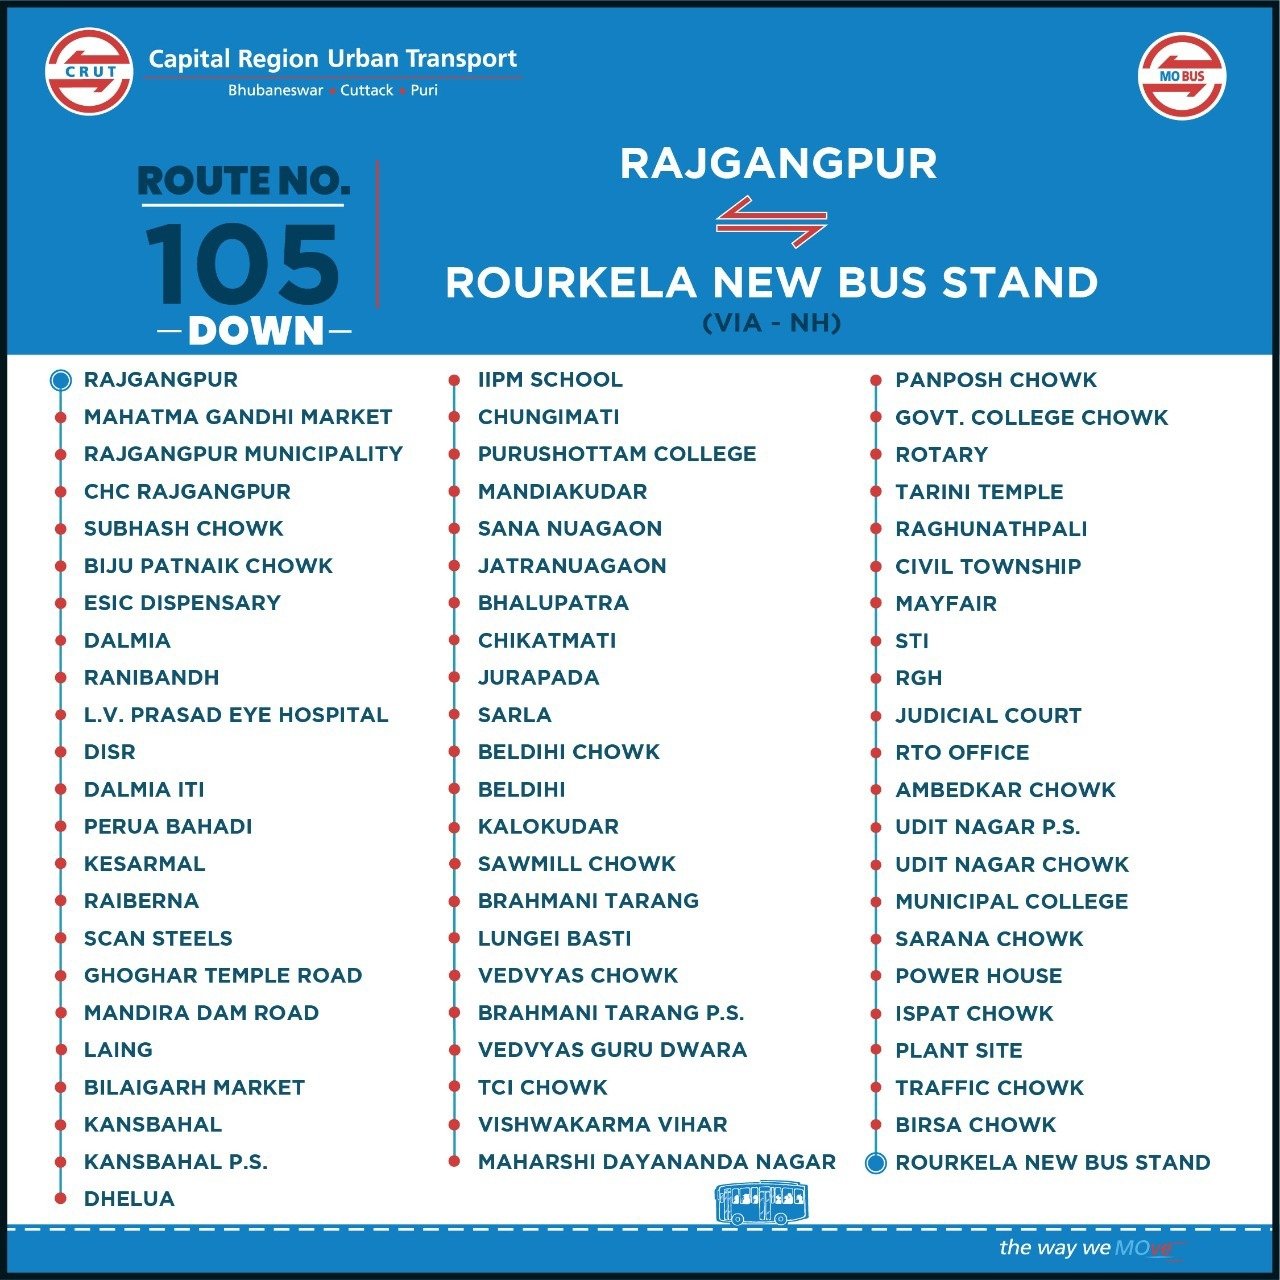 CRUT
Capital Region Urban Transport
Bhubaneswar • Cuttack • Puri
MO BUS
ROUTE NO.
105
DOWN
RAJGANGPUR
ROURKELA NEW BUS STAND
(VIA - NH)
RAJGANGPUR
MAHATMA GANDHI MARKET
RAJGANGPUR MUNICIPALITY
CHC RAJGANGPUR
SUBHASH CHOWK
BIJU PATNAIK CHOWK
ESIC DISPENSARY
DALMIA
RANIBANDH
L.V. PRASAD EYE HOSPITAL
DISR
DALMIA ITI
PERUA BAHADI
KESARMAL
RAIBERNA
SCAN STEELS
GHOGHAR TEMPLE ROAD
MANDIRA DAM ROAD
LAING
BILAIGARH MARKET
KANSBAHAL
KANSBAHAL P.S.
DHELUA
IIPM SCHOOL
CHUNGIMATI
PURUSHOTTAM COLLEGE
MANDIAKUDAR
SANA NUAGAON
JATRANUAGAON
BHALUPATRA
CHIKATMATI
JURAPADA
SARLA
BELDIHI CHOWK
BELDIHI
KALOKUDAR
SAWMILL CHOWK
BRAHMANI TARANG
LUNGEI BASTI
VEDVYAS CHOWK
BRAHMANI TARANG P.S.
VEDVYAS GURU DWARA
TCI CHOWK
VISHWAKARMA VIHAR
MAHARSHI DAYANANDA NAGAR
PANPOSH CHOWK
GOVT. COLLEGE CHOWK
ROTARY
TARINI TEMPLE
RAGHUNATHPALI
CIVIL TOWNSHIP
MAYFAIR
STI
RGH
JUDICIAL COURT
RTO OFFICE
AMBEDKAR CHOWK
UDIT NAGAR P.S.
UDIT NAGAR CHOWK
MUNICIPAL COLLEGE
SARANA CHOWK
POWER HOUSE
ISPAT CHOWK
PLANT SITE
TRAFFIC CHOWK
BIRSA CHOWK
ROURKELA NEW BUS STAND
the way we MOve